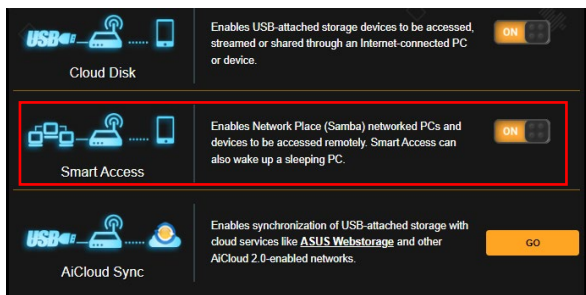 USB
Cloud Disk
Enables USB-attached storage devices to be accessed,
streamed or shared through an Internet-connected PC
or device.
ON
Smart Access
Enables Network Place (Samba) networked PCs and
devices to be accessed remotely. Smart Access can
also wake up a sleeping PC.
ON
USB
AiCloud Sync
Enables synchronization of USB-attached storage with
cloud services like ASUS Webstorage and other
AiCloud 2.0-enabled networks.
GO